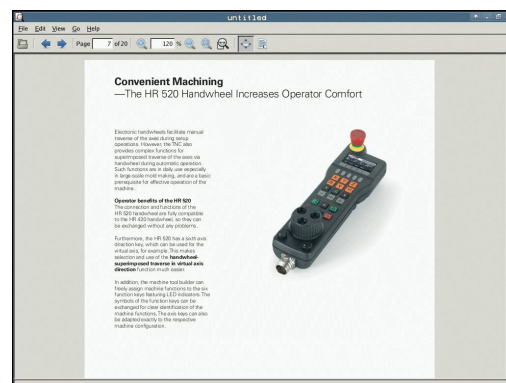 untitled
File Edit View Go Help
Page 7 of 20 120 %
Convenient Machining
—The HR 520 Handwheel Increases Operator Comfort
Electronic handwheels facilitate manual
traverse of the axes during setup
operations. However, the TNC also
provides complex functions for
superimposed traverse of the axes via
handwheel during automatic operation.
Such functions are in daily use especially
in large-scale mold making, and are a basic
prerequisite for effective operation of the
machine.
Operator benefits of the HR 520
The connection and functions of the
HR 520 handwheel are fully compatible
to the HR 420 handwheel, so they can
be exchanged without any problems.
Furthermore, the HR 520 has a sixth axis
direction key, which can be used for the
virtual axis, for example. This makes
selection and use of the handwheel-
superimposed traverse in virtual axis
direction function much easier.
In addition, the machine tool builder can
freely assign machine functions to the six
function keys featuring LED indicators. The
symbols of the function keys can be
exchanged for clear identification of the
machine functions. The axis keys can also
be adapted exactly to the respective
machine configuration.